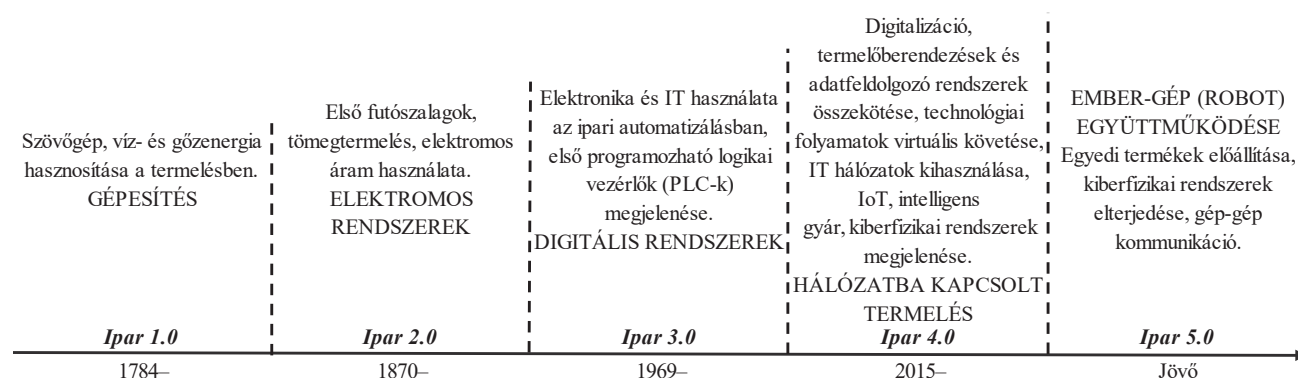 Szövőgép, víz- és gőzenergia
hasznosítása a termelésben.
GÉPESÍTÉS
Első futószalagok,
tömegtermelés, elektromos
áram használata.
ELEKTROMOS
RENDSZEREK
Elektronika és IT használata
az ipari automatizálásban,
első programozható logikai
vezérlők (PLC-k)
megjelenése.
DIGITÁLIS RENDSZEREK
Digitalizáció,
termelőberendezések és
adatfeldolgozó rendszerek
összekötése, technológiai
folyamatok virtuális követése,
IT hálózatok kihasználása,
IoT, intelligens
gyár, kiberfizikai rendszerek
megjelenése.
HÁLÓZATBA KAPCSOLT
TERMELÉS
EMBER-GÉP (ROBOT)
EGYÜTTMŰKÖDÉSE
Egyedi termékek előállítása,
kiberfizikai rendszerek
elterjedése, gép-gép
kommunikáció.
Ipar 1.0 Ipar 2.0 Ipar 3.0 Ipar 4.0 Ipar 5.0
1784– 1870– 1969– 2015– Jövő